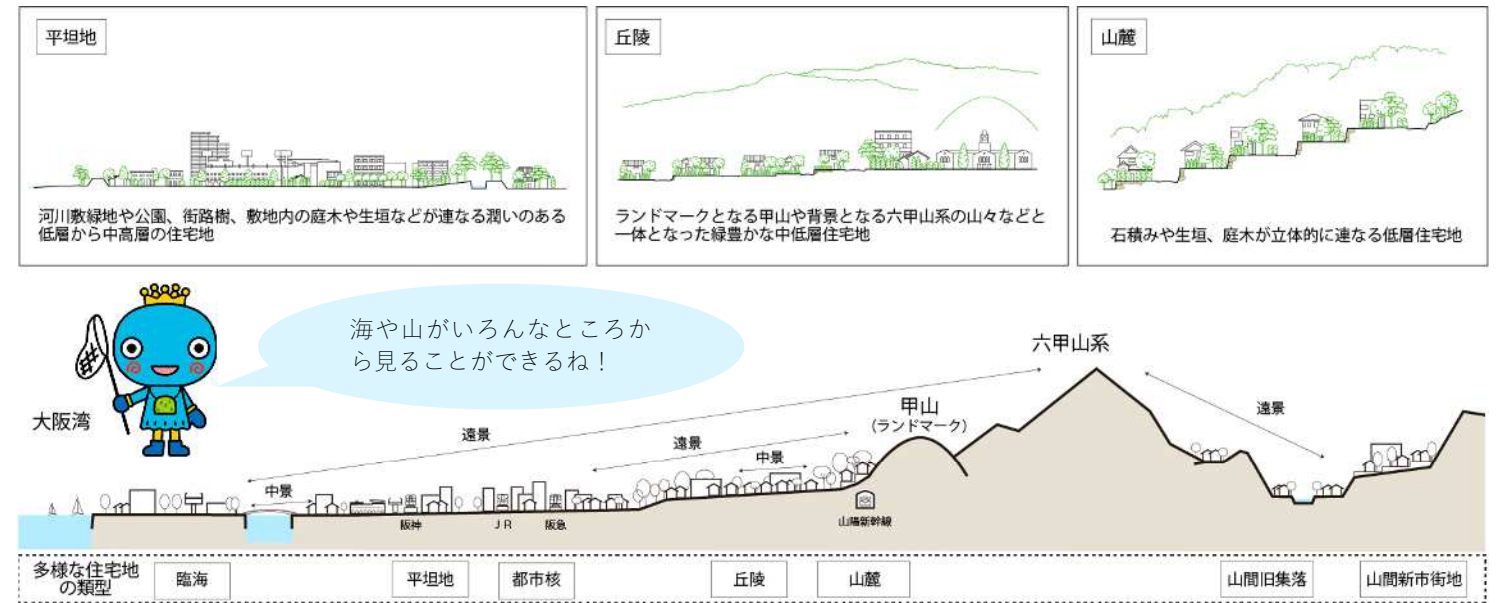 平坦地
河川敷緑地や公園、街路樹、敷地内の庭木や生垣などが連なる潤いのある
低層から中高層の住宅地
丘陵
ランドマークとなる甲山や背景となる六甲山系の山々などと
一体となった緑豊かな中低層住宅地
山麓
石積みや生垣、庭木が立体的に連なる低層住宅地
海や山がいろんなところか
ら見ることができるね！
大阪湾
六甲山系
甲山
(ランドマーク)
遠景
遠景
遠景
中景
中景
阪神
JR
阪急
山陽新幹線
多様な住宅地
の類型
臨海
平坦地
都市核
丘陵
山麓
山間旧集落
山間新市街地